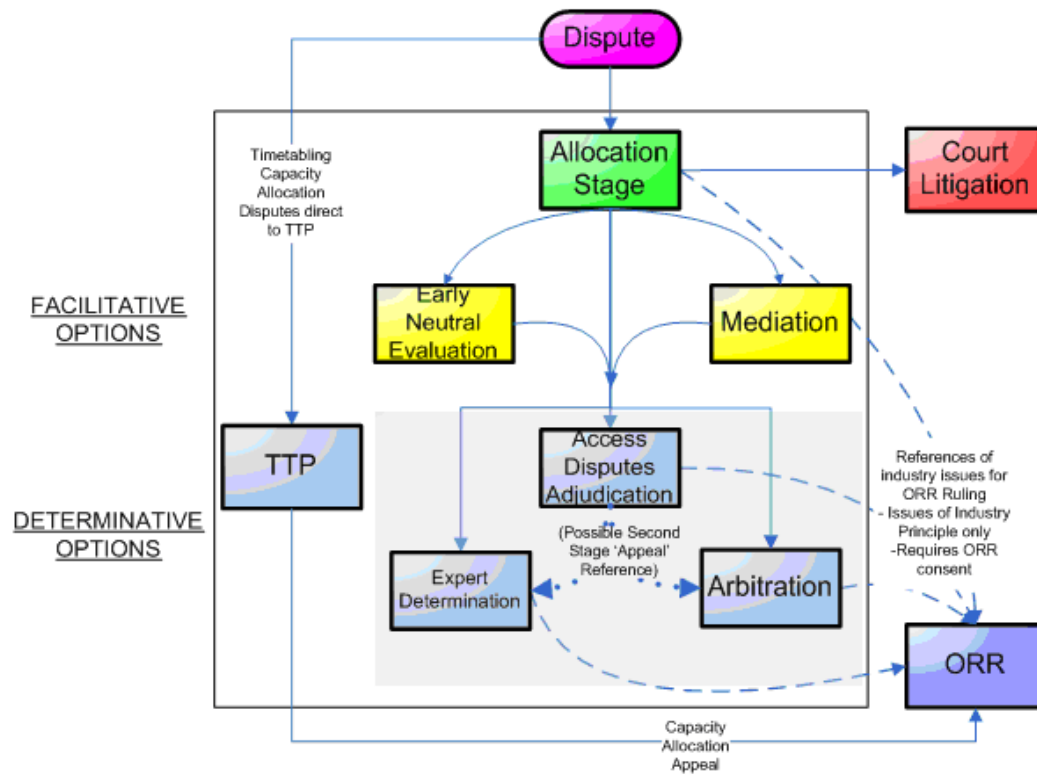 Dispute
Allocation
Stage
Court
Litigation
Timetabling
Capacity
Allocation
Disputes direct
to TTP
FACILITATIVE
OPTIONS
Early
Neutral
Evaluation
Mediation
TTP
Access
Disputes
Adjudication
References of
industry issues for
ORR Ruling
- Issues of Industry
Principle only
-Requires ORR
consent
DETERMINATIVE
OPTIONS
(Possible Second
Stage ‘Appeal’
Reference)
Expert
Determination
Arbitration
ORR
Capacity
Allocation
Appeal